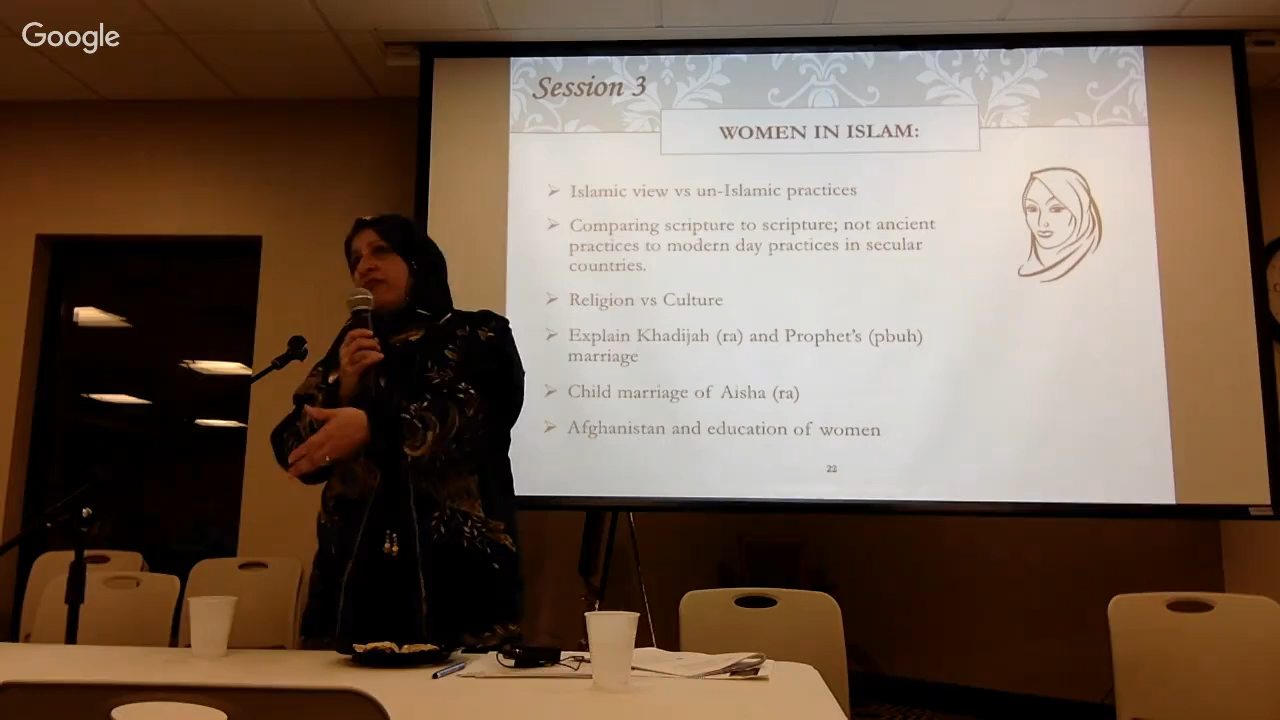 Google
Session 3
WOMEN IN ISLAM:
➢ Islamic view vs un-Islamic practices
➢ Comparing scripture to scripture; not ancient
practices to modern day practices in secular
countries.
➢ Religion vs Culture
➢ Explain Khadijah (ra) and Prophet's (pbuh)
marriage
➢ Child marriage of Aisha (ra)
➢ Afghanistan and education of women
22